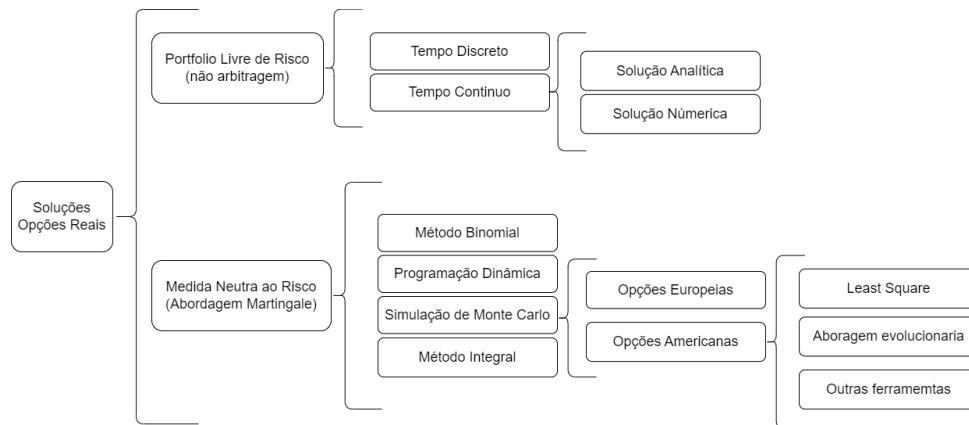 Soluções
Opções Reais
Portfolio Livre de Risco
(não arbitragem)
Tempo Discreto
Tempo Continuo
Solução Analítica
Solução Númerica
Medida Neutra ao Risco
(Abordagem Martingale)
Método Binomial
Programação Dinâmica
Simulação de Monte Carlo
Método Integral
Opções Europeias
Opções Americanas
Least Square
Aboragem evolucionaria
Outras ferramemtas